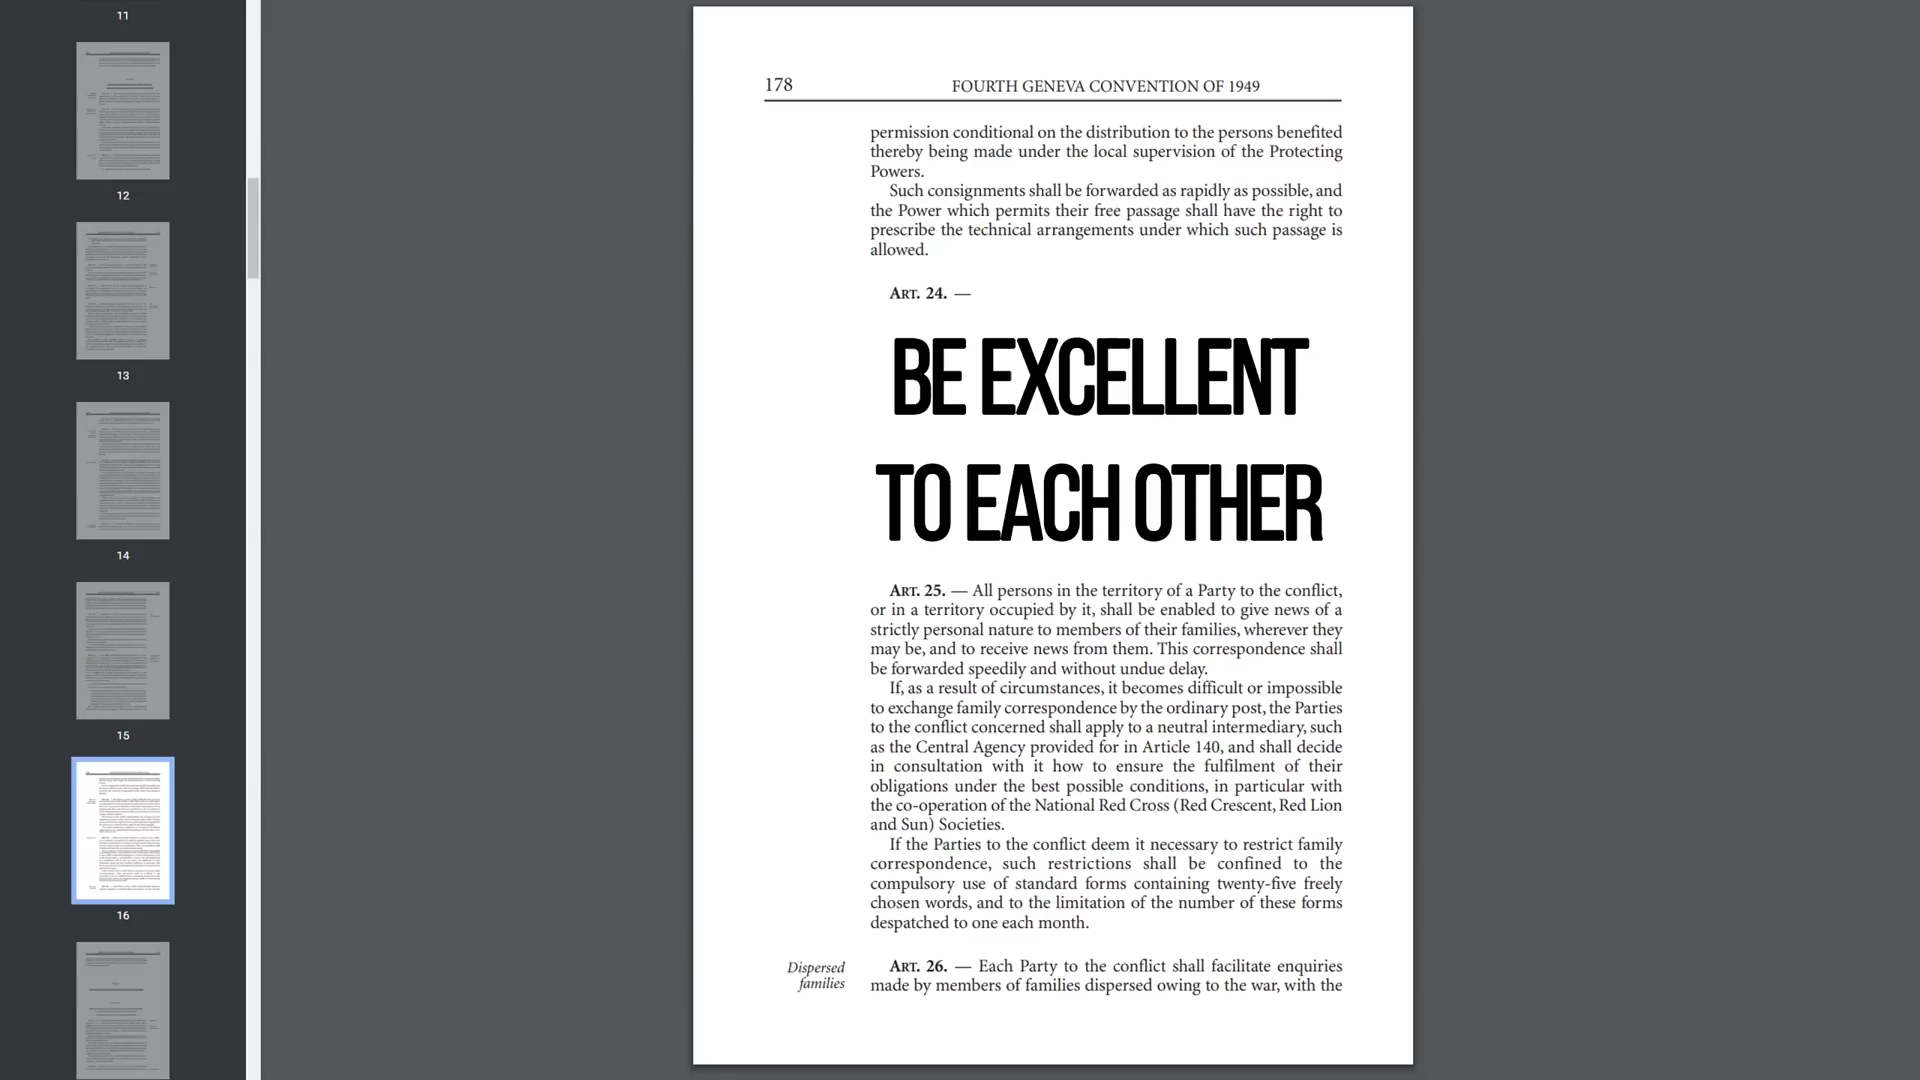 11
12
13
14
15
16
178 FOURTH GENEVA CONVENTION OF 1949
permission conditional on the distribution to the persons benefited
thereby being made under the local supervision of the Protecting
Powers.
Such consignments shall be forwarded as rapidly as possible, and
the Power which permits their free passage shall have the right to
prescribe the technical arrangements under which such passage is
allowed.
ART. 24. —
BE EXCELLENT
TO EACH OTHER
ART. 25. — All persons in the territory of a Party to the conflict,
or in a territory occupied by it, shall be enabled to give news of a
strictly personal nature to members of their families, wherever they
may be, and to receive news from them. This correspondence shall
be forwarded speedily and without undue delay.
If, as a result of circumstances, it becomes difficult or impossible
to exchange family correspondence by the ordinary post, the Parties
to the conflict concerned shall apply to a neutral intermediary, such
as the Central Agency provided for in Article 140, and shall decide
in consultation with it how to ensure the fulfilment of their
obligations under the best possible conditions, in particular with
the co-operation of the National Red Cross (Red Crescent, Red Lion
and Sun) Societies.
If the Parties to the conflict deem it necessary to restrict family
correspondence, such restrictions shall be confined to the
compulsory use of standard forms containing twenty-five freely
chosen words, and to the limitation of the number of these forms
despatched to one each month.
Dispersed
families
ART. 26. — Each Party to the conflict shall facilitate enquiries
made by members of families dispersed owing to the war, with the